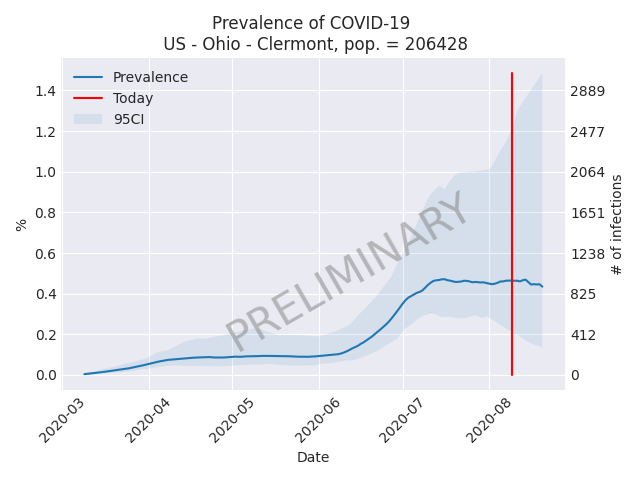 Prevalence of COVID-19
US - Ohio - Clermont, pop. = 206428
Prevalence
Today
95CI
1.4
1.2
1.0
0.8
0.6
0.4
0.2
0.0
%
2889
2477
2064
1651
1238
825
412
0
# of infections
PRELIMINARY
2020-03
2020-04
2020-05
2020-06
2020-07
2020-08
Date